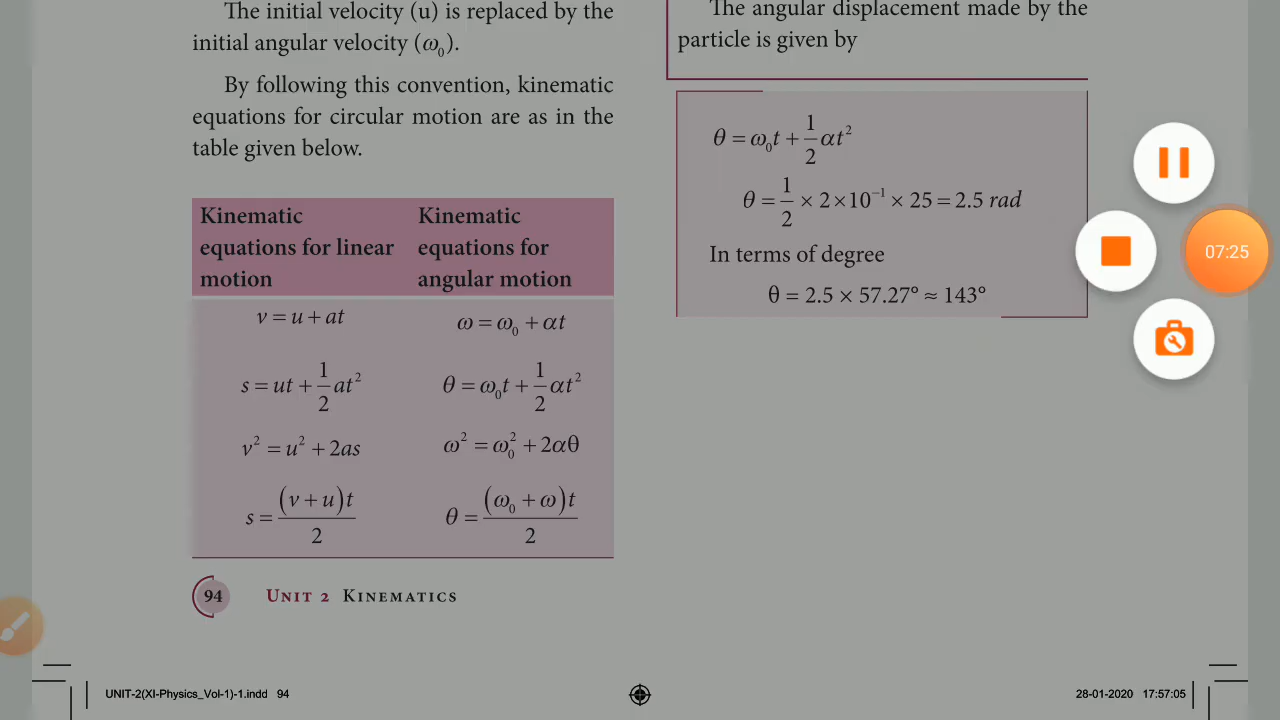 The initial velocity (u) is replaced by the
initial angular velocity (ω₀).
By following this convention, kinematic
equations for circular motion are as in the
table given below.
Kinematic equations for linear motion
Kinematic equations for angular motion
v = u + at
ω = ω₀ + αt
s = ut + 1/2 at²
θ = ω₀t + 1/2 αt²
v² = u² + 2as
ω² = ω₀² + 2αθ
s = (v + u)t / 2
θ = (ω₀ + ω)t / 2
94 UNIT 2 KINEMATICS
The angular displacement made by the
particle is given by
θ = ω₀t + 1/2 αt²
θ = 1/2 × 2 × 10⁻¹ × 25 = 2.5 rad
In terms of degree
θ = 2.5 × 57.27° ≈ 143°
07:25
UNIT-2(XI-Physics_Vol-1)-1.indd 94
28-01-2020 17:57:05